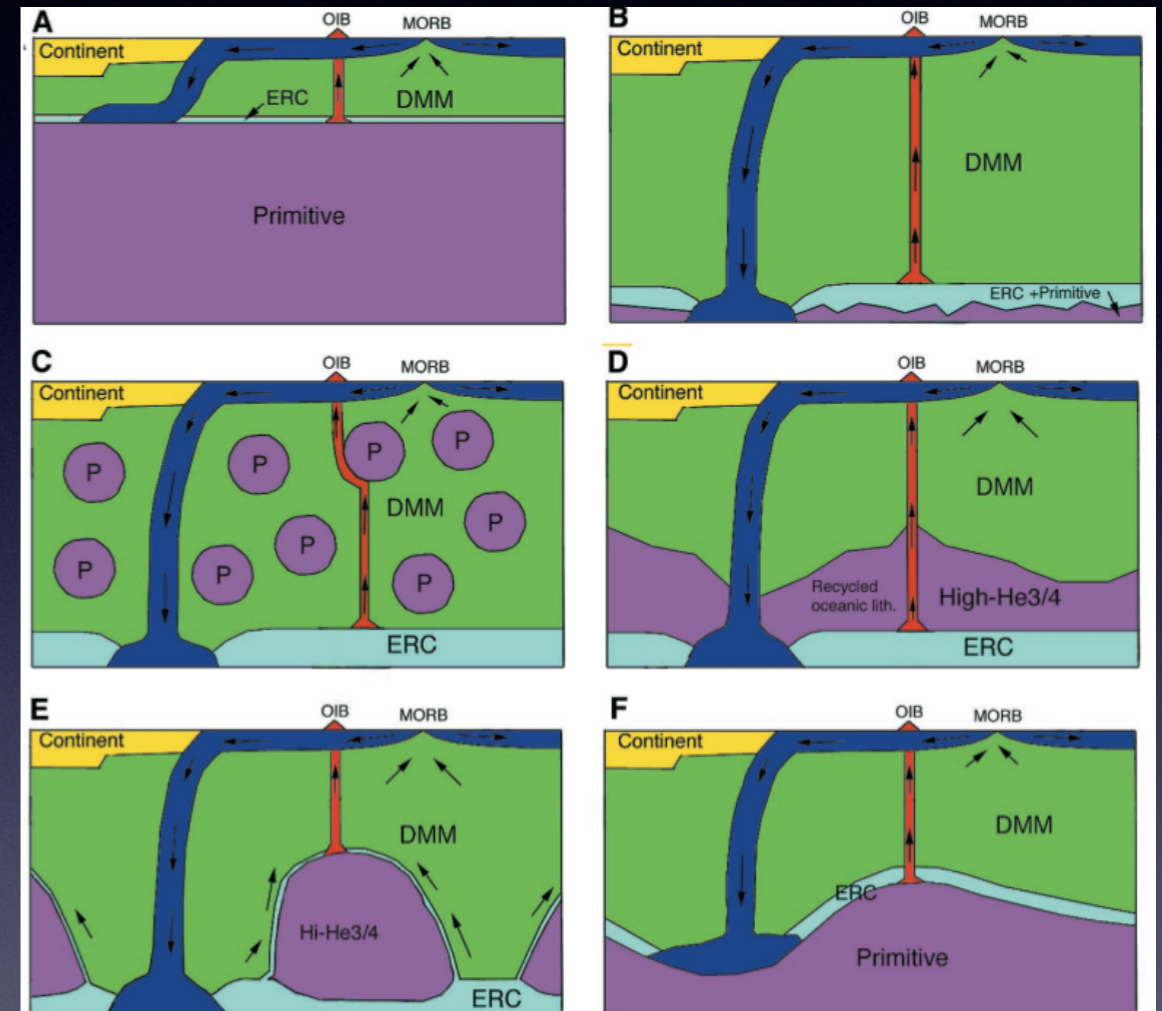 A
OIB
MORB
Continent
ERC
DMM
Primitive
B
OIB
MORB
Continent
DMM
ERC +Primitive
C
OIB
MORB
Continent
P
P
P
P
P
DMM
P
P
P
P
ERC
D
OIB
MORB
Continent
DMM
Recycled
oceanic lith.
High-He3/4
ERC
E
OIB
MORB
Continent
DMM
Hi-He3/4
ERC
F
OIB
MORB
Continent
DMM
ERC
Primitive